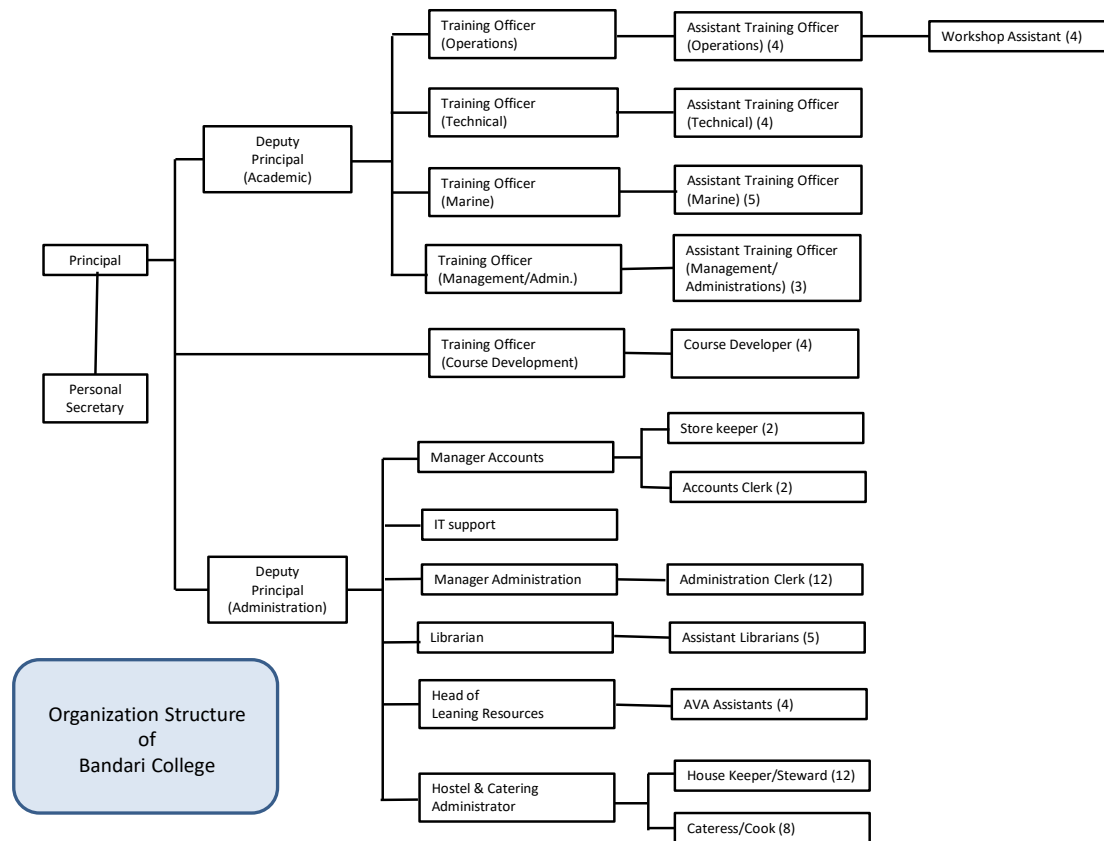 Training Officer
(Operations)
Assistant Training Officer
(Operations) (4)
Workshop Assistant (4)
Training Officer
(Technical)
Assistant Training Officer
(Technical) (4)
Deputy
Principal
(Academic)
Training Officer
(Marine)
Assistant Training Officer
(Marine) (5)
Principal
Training Officer
(Management/Admin.)
Assistant Training Officer
(Management/
Administrations) (3)
Training Officer
(Course Development)
Course Developer (4)
Personal
Secretary
Store keeper (2)
Manager Accounts
Accounts Clerk (2)
IT support
Deputy
Principal
(Administration)
Manager Administration
Administration Clerk (12)
Librarian
Assistant Librarians (5)
Head of
Leaning Resources
AVA Assistants (4)
Organization Structure
of
Bandari College
Hostel & Catering
Administrator
House Keeper/Steward (12)
Cateress/Cook (8)